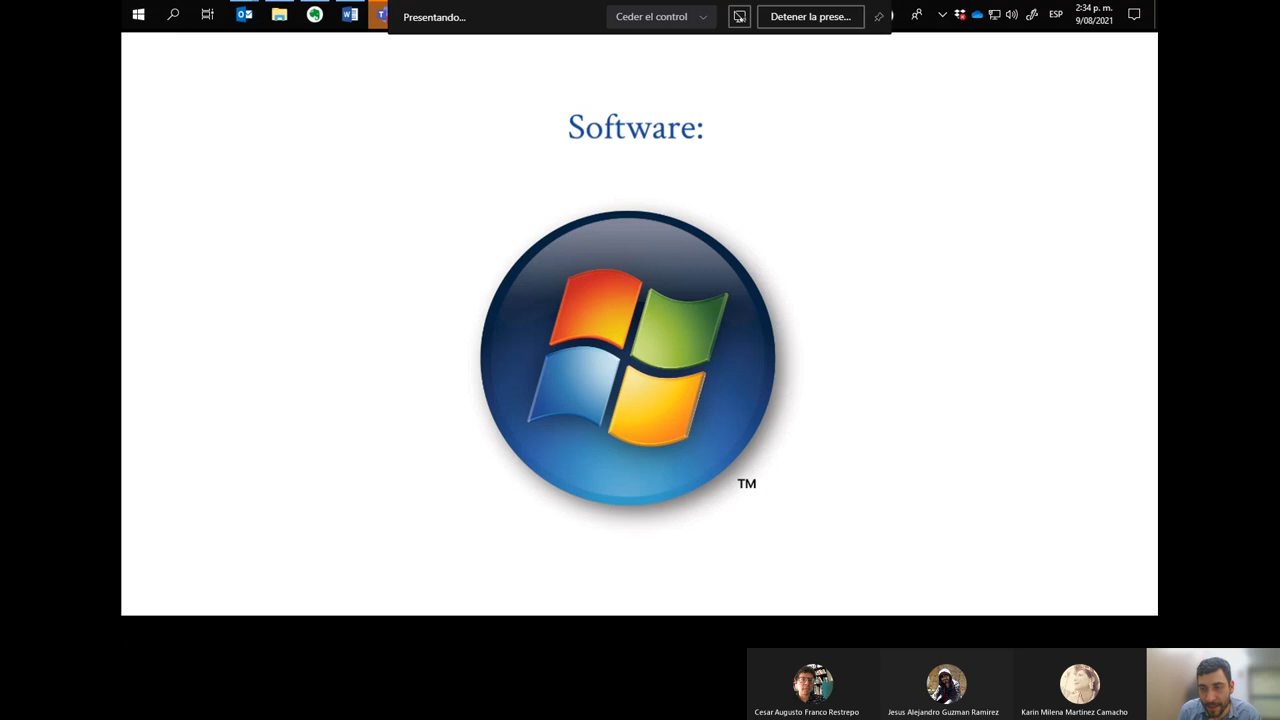 Presentando...
Ceder el control
Detener la prese...
ESP
2:34 p. m.
9/08/2021
Software:
TM
Cesar Augusto Franco Restrepo
Jesus Alejandro Guzman Ramirez
Karin Milena Martinez Camacho